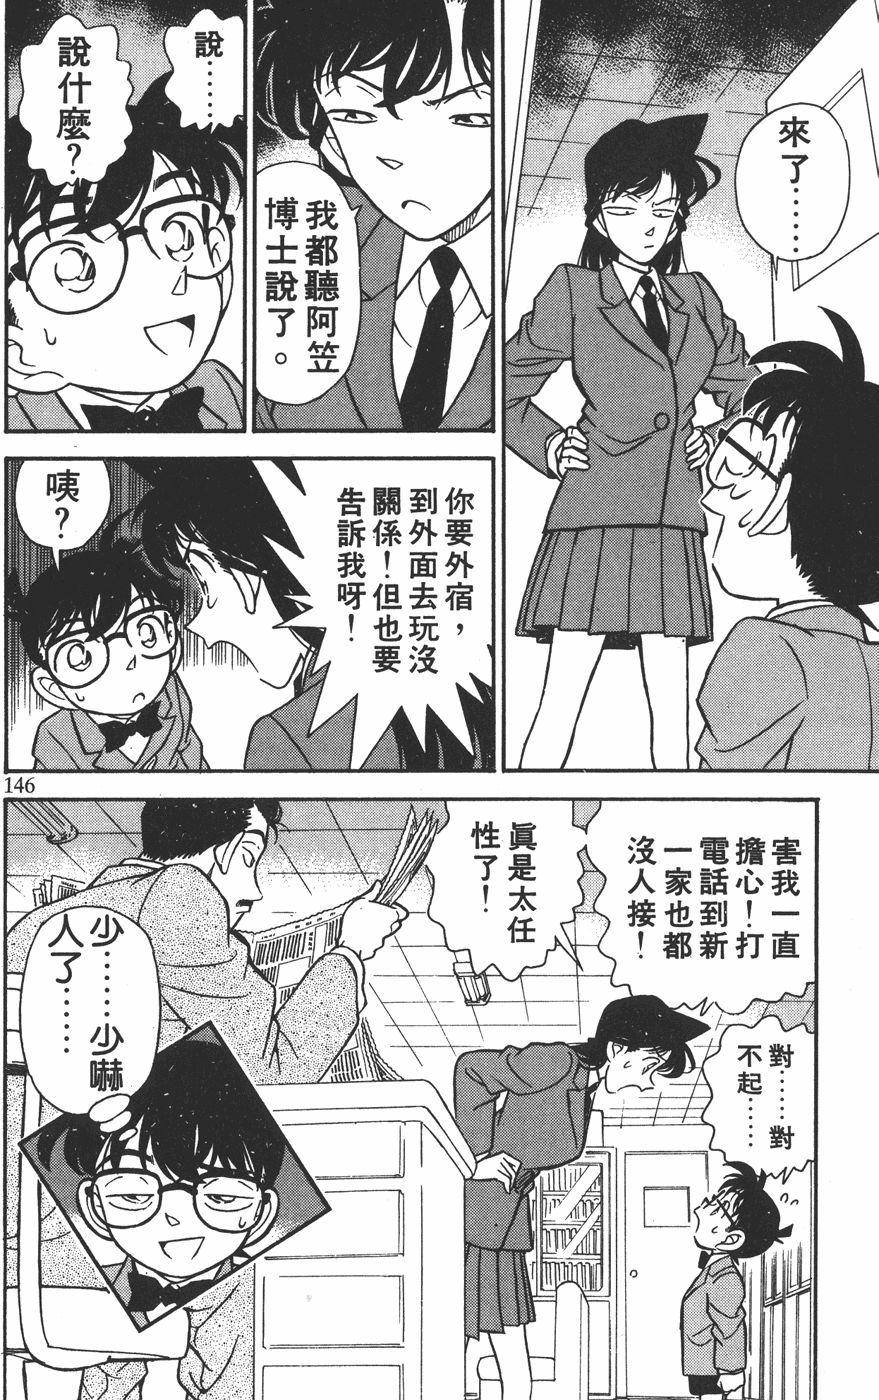 來了……
我都聽阿笠
博士說了。
說……
說什麼?
你要外宿，
到外面去玩沒
關係！但也要
告訴我呀！
咦?
146
害我一直
擔心！打
電話到新
一家也都
沒人接！
眞是太任
性了！
對……對
不起……
少……少嚇
人了……